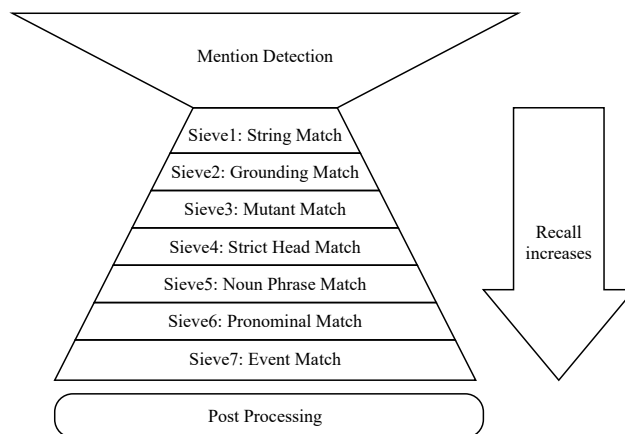 Mention Detection
Sieve1: String Match
Sieve2: Grounding Match
Sieve3: Mutant Match
Sieve4: Strict Head Match
Sieve5: Noun Phrase Match
Sieve6: Pronominal Match
Sieve7: Event Match
Post Processing
Recall
increases